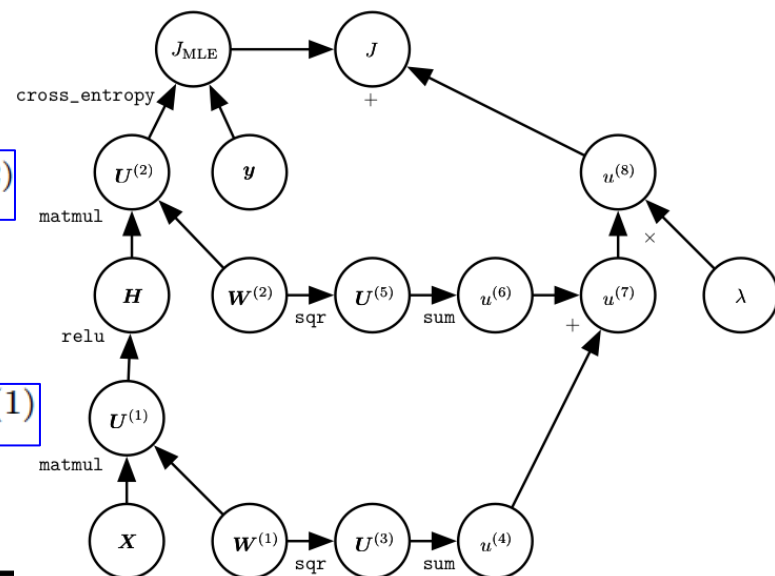 J_MLE J
cross_entropy +
) U^(2) y u^(8)
matmul ×
H W^(2) U^(5) u^(6) u^(7) λ
relu sqr sum +
(1) U^(1)
matmul
X W^(1) U^(3) u^(4)
sqr sum